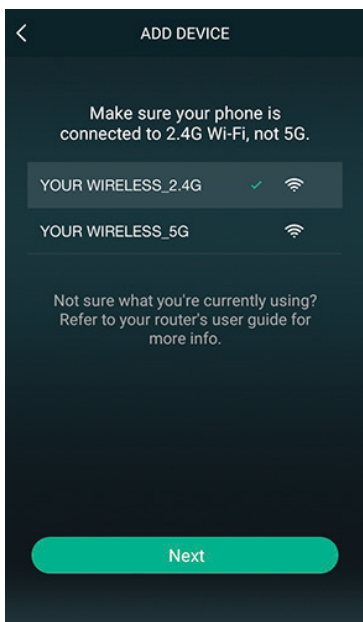 ADD DEVICE
Make sure your phone is
connected to 2.4G Wi-Fi, not 5G.
YOUR WIRELESS_2.4G
YOUR WIRELESS_5G
Not sure what you're currently using?
Refer to your router's user guide for
more info.
Next